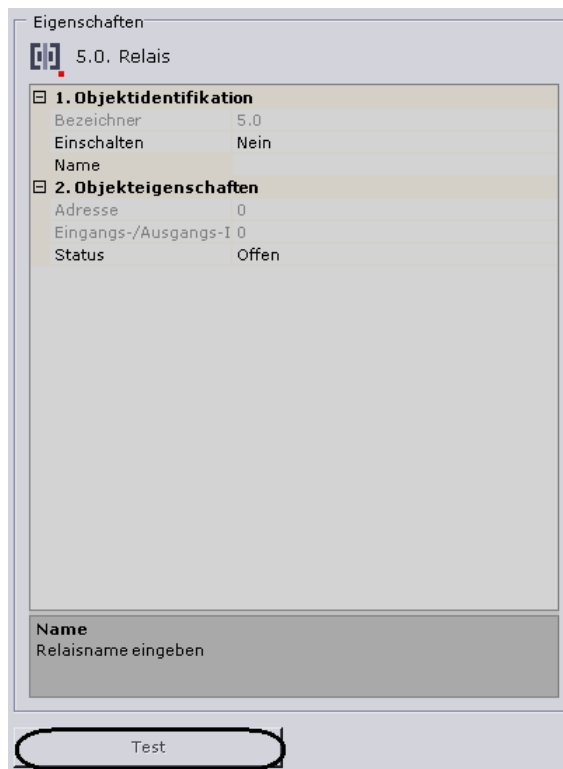 Eigenschaften
5.0. Relais
1. Objektidentifikation
Bezeichner 5.0
Einschalten Nein
Name
2. Objekteigenschaften
Adresse 0
Eingangs-/Ausgangs-I 0
Status Offen
Name
Relaisname eingeben
Test